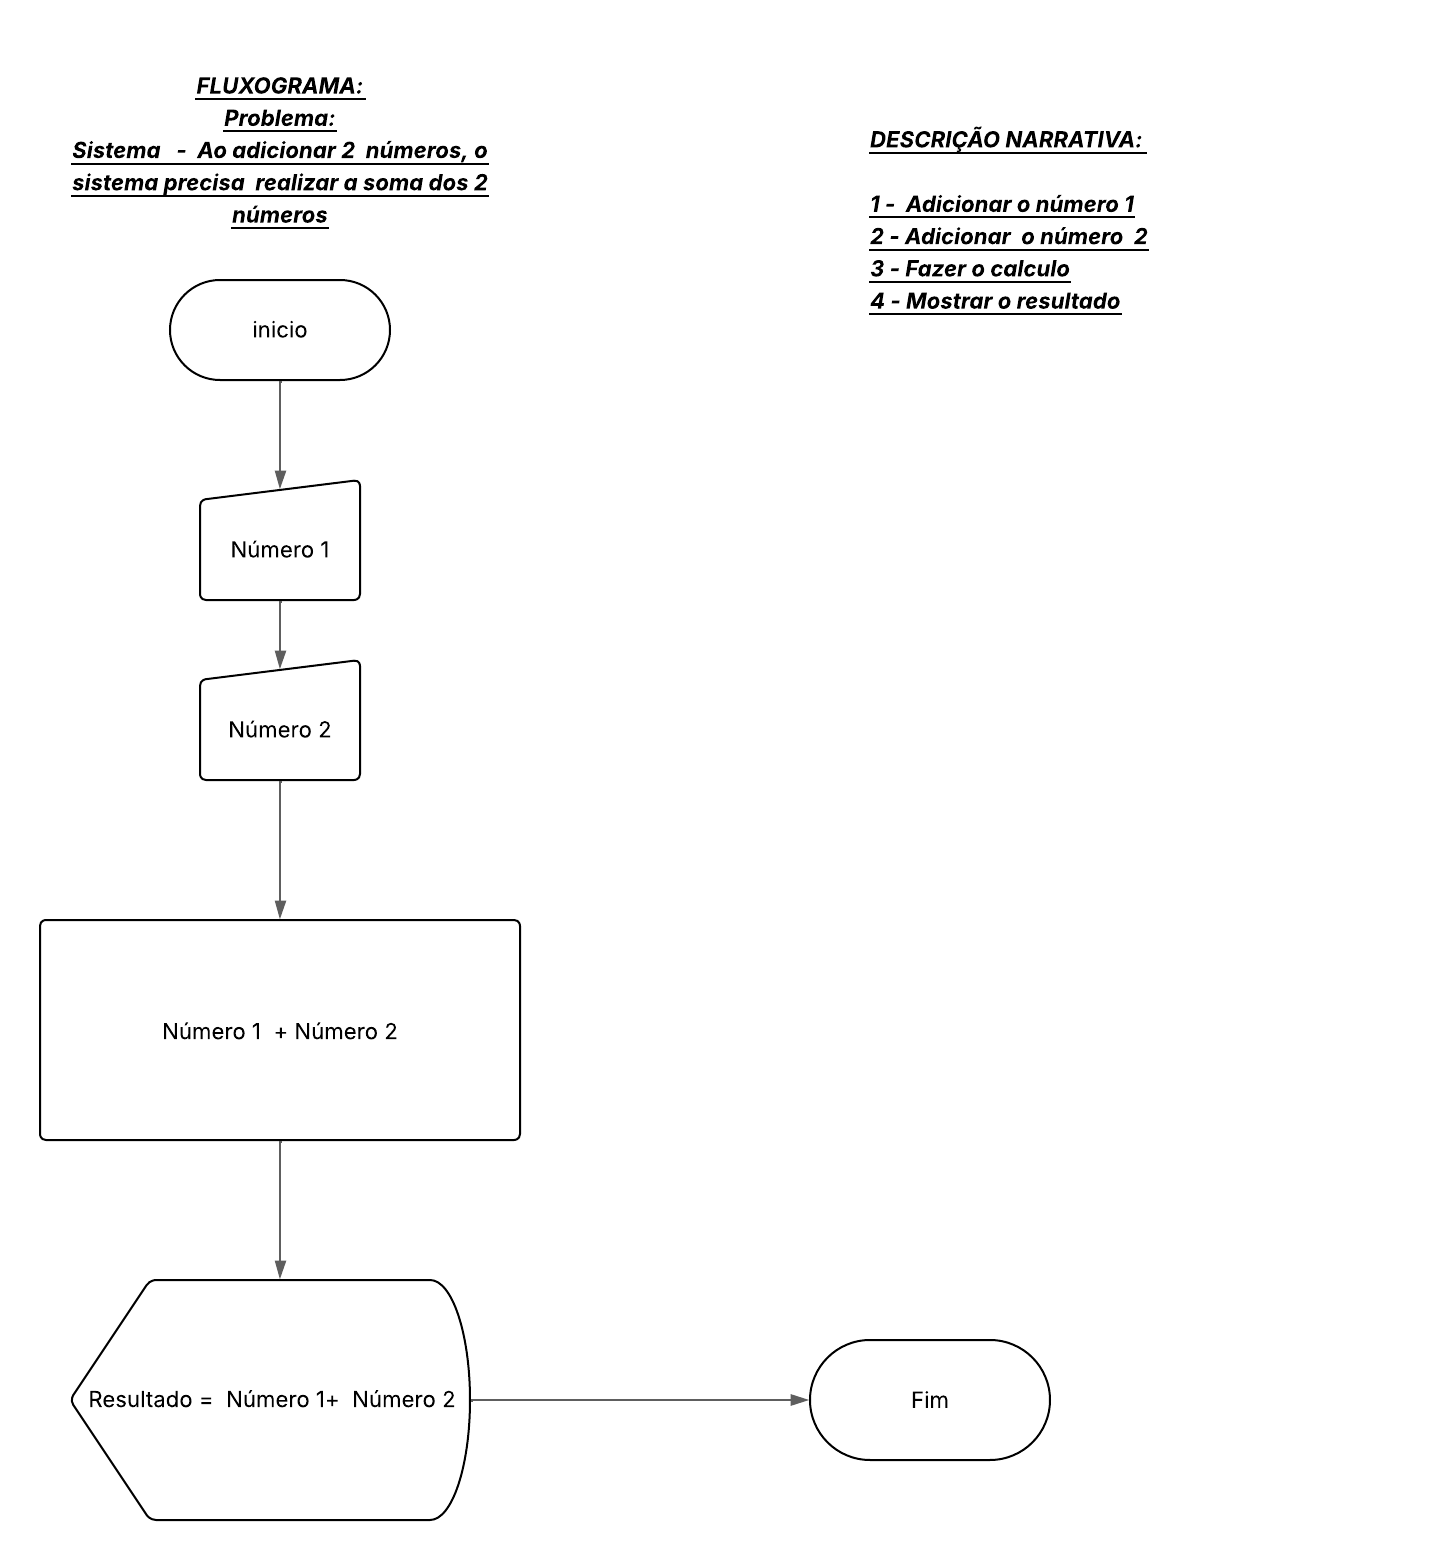 FLUXOGRAMA:
Problema:
Sistema  -  Ao adicionar 2  números, o
sistema precisa  realizar a soma dos 2
números
DESCRIÇÃO NARRATIVA:
1 -  Adicionar o número 1
2 - Adicionar  o número  2
3 - Fazer o calculo
4 - Mostrar o resultado
inicio
Número 1
Número 2
Número 1  + Número 2
Resultado =  Número 1+  Número 2
Fim